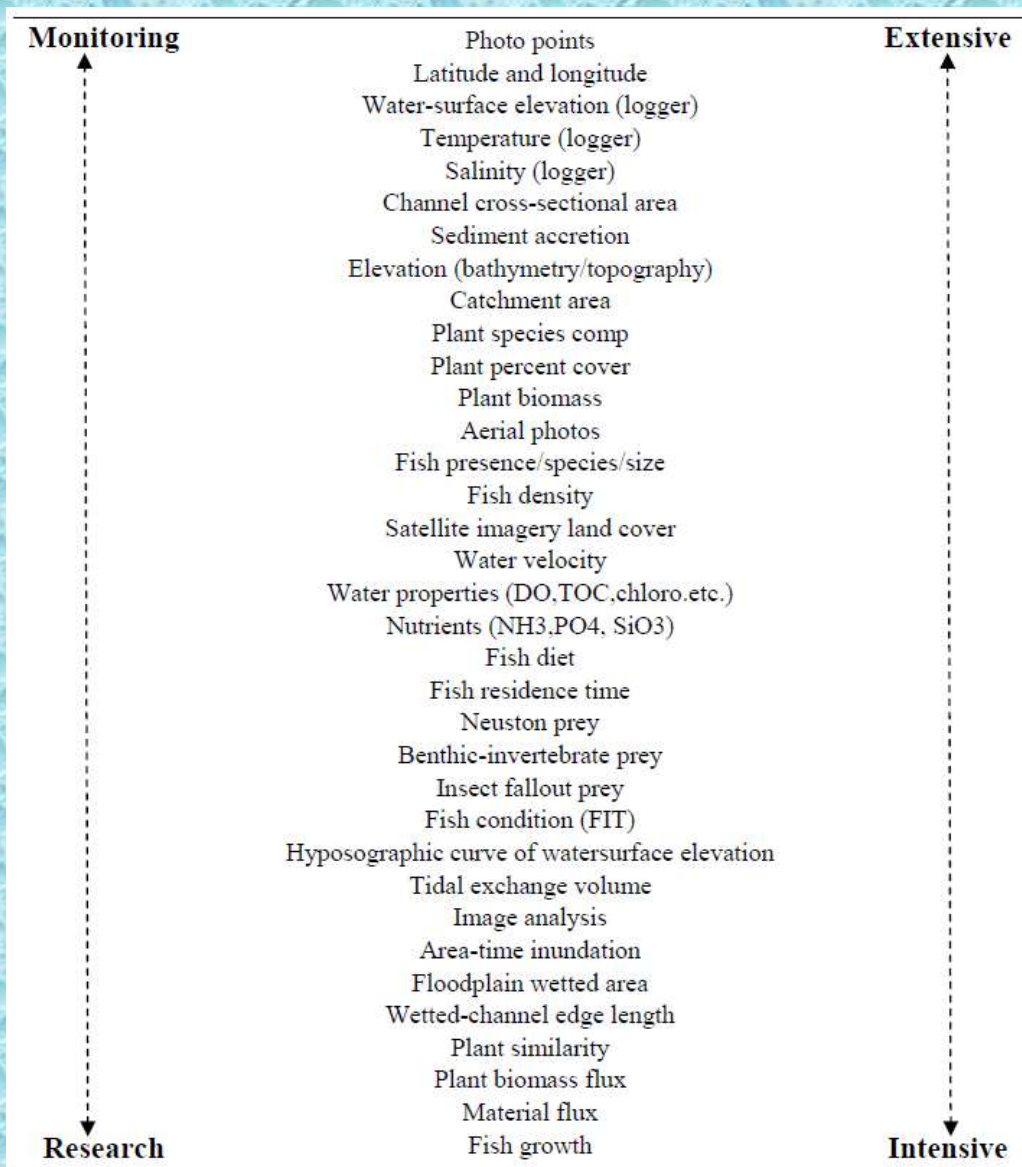 Monitoring Photo points Extensive
Latitude and longitude
Water-surface elevation (logger)
Temperature (logger)
Salinity (logger)
Channel cross-sectional area
Sediment accretion
Elevation (bathymetry/topography)
Catchment area
Plant species comp
Plant percent cover
Plant biomass
Aerial photos
Fish presence/species/size
Fish density
Satellite imagery land cover
Water velocity
Water properties (DO,TOC,chloro.etc.)
Nutrients (NH3,PO4, SiO3)
Fish diet
Fish residence time
Neuston prey
Benthic-invertebrate prey
Insect fallout prey
Fish condition (FIT)
Hyposographic curve of watersurface elevation
Tidal exchange volume
Image analysis
Area-time inundation
Floodplain wetted area
Wetted-channel edge length
Plant similarity
Plant biomass flux
Material flux
Research Fish growth Intensive